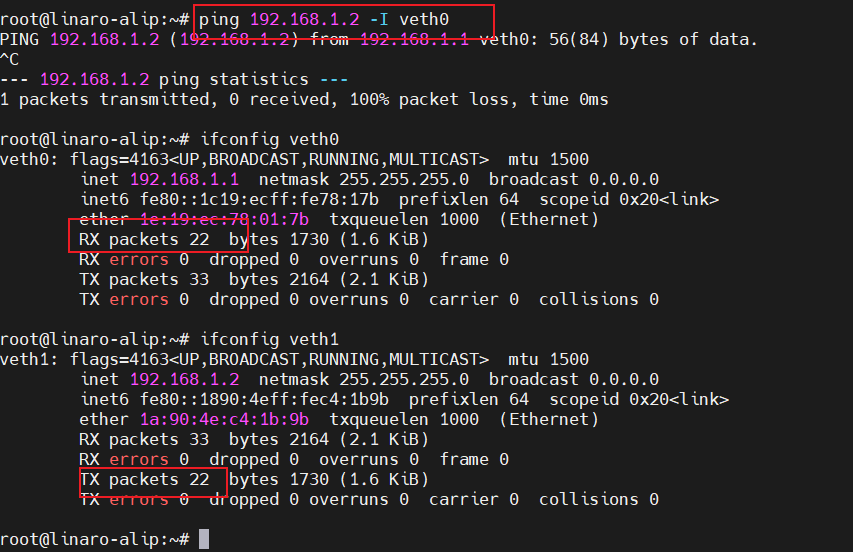 root@linaro-alip:~# ping 192.168.1.2 -I veth0
PING 192.168.1.2 (192.168.1.2) from 192.168.1.1 veth0: 56(84) bytes of data.
^C
--- 192.168.1.2 ping statistics ---
1 packets transmitted, 0 received, 100% packet loss, time 0ms
root@linaro-alip:~# ifconfig veth0
veth0: flags=4163<UP,BROADCAST,RUNNING,MULTICAST>  mtu 1500
inet 192.168.1.1  netmask 255.255.255.0  broadcast 0.0.0.0
inet6 fe80::1c19:ecff:fe78:17b  prefixlen 64  scopeid 0x20<link>
ether 1e:19:ec:78:01:7b  txqueuelen 1000  (Ethernet)
RX packets 22  bytes 1730 (1.6 KiB)
RX errors 0  dropped 0  overruns 0  frame 0
TX packets 33  bytes 2164 (2.1 KiB)
TX errors 0  dropped 0 overruns 0  carrier 0  collisions 0
root@linaro-alip:~# ifconfig veth1
veth1: flags=4163<UP,BROADCAST,RUNNING,MULTICAST>  mtu 1500
inet 192.168.1.2  netmask 255.255.255.0  broadcast 0.0.0.0
inet6 fe80::1890:4eff:fec4:1b9b  prefixlen 64  scopeid 0x20<link>
ether 1a:90:4e:c4:1b:9b  txqueuelen 1000  (Ethernet)
RX packets 33  bytes 2164 (2.1 KiB)
RX errors 0  dropped 0  overruns 0  frame 0
TX packets 22  bytes 1730 (1.6 KiB)
TX errors 0  dropped 0 overruns 0  carrier 0  collisions 0
root@linaro-alip:~#